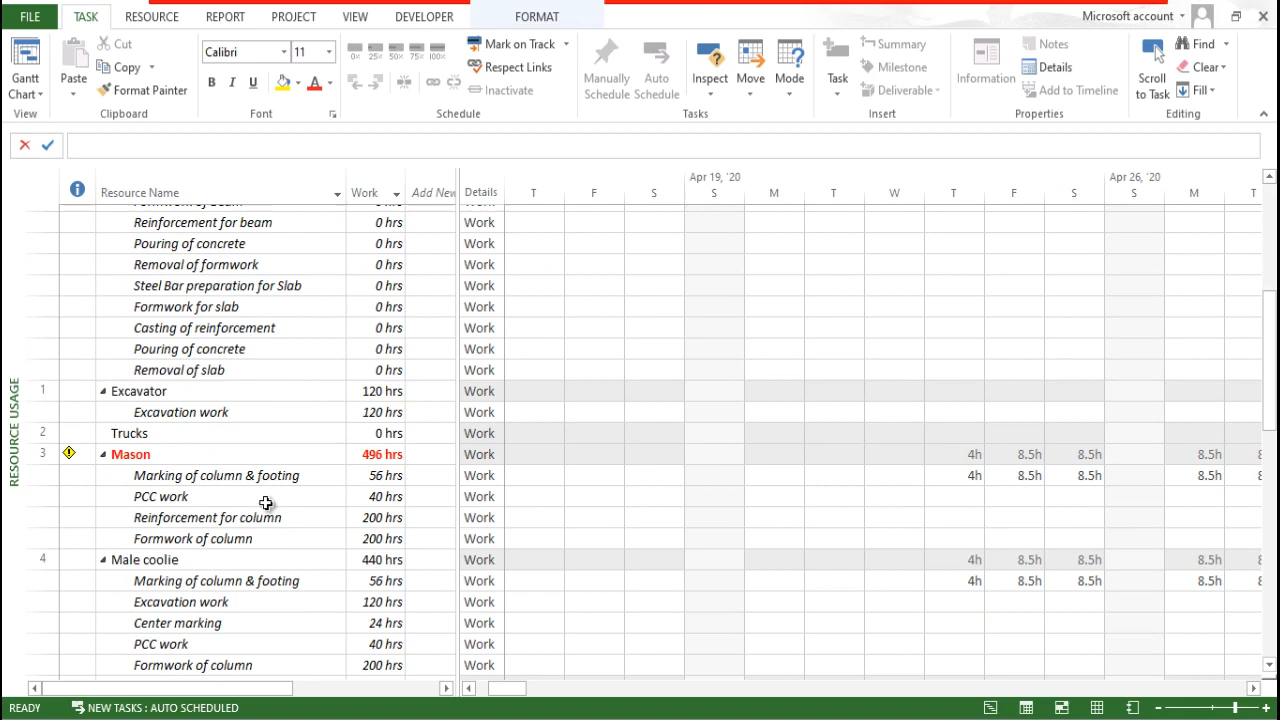 FILE TASK RESOURCE REPORT PROJECT VIEW DEVELOPER FORMAT Microsoft account
Gantt Chart Paste Cut Copy Format Painter Calibri 11 B I U 0% 25% 50% 75% 100% Mark on Track Respect Links Inactivate Manually Schedule Auto Schedule Inspect Move Mode Task Summary Milestone Deliverable Information Notes Details Add to Timeline Scroll to Task Find Clear Fill
View Clipboard Font Schedule Tasks Insert Properties Editing
Apr 19, '20 Apr 26, '20
Resource Name Work Add New Details T F S S M T W T F S S M T
Formwork of beam 0 hrs Work
Reinforcement for beam 0 hrs Work
Pouring of concrete 0 hrs Work
Removal of formwork 0 hrs Work
Steel Bar preparation for Slab 0 hrs Work
Formwork for slab 0 hrs Work
Casting of reinforcement 0 hrs Work
Pouring of concrete 0 hrs Work
Removal of slab 0 hrs Work
1 Excavator 120 hrs Work
Excavation work 120 hrs Work
2 Trucks 0 hrs Work
3 Mason 496 hrs Work 4h 8.5h 8.5h 8.5h 8
Marking of column & footing 56 hrs Work 4h 8.5h 8.5h 8.5h 8
PCC work 40 hrs Work
Reinforcement for column 200 hrs Work
Formwork of column 200 hrs Work
4 Male coolie 440 hrs Work 4h 8.5h 8.5h 8.5h 8
Marking of column & footing 56 hrs Work 4h 8.5h 8.5h 8.5h 8
Excavation work 120 hrs Work
Center marking 24 hrs Work
PCC work 40 hrs Work
Formwork of column 200 hrs Work
RESOURCE USAGE
READY NEW TASKS : AUTO SCHEDULED